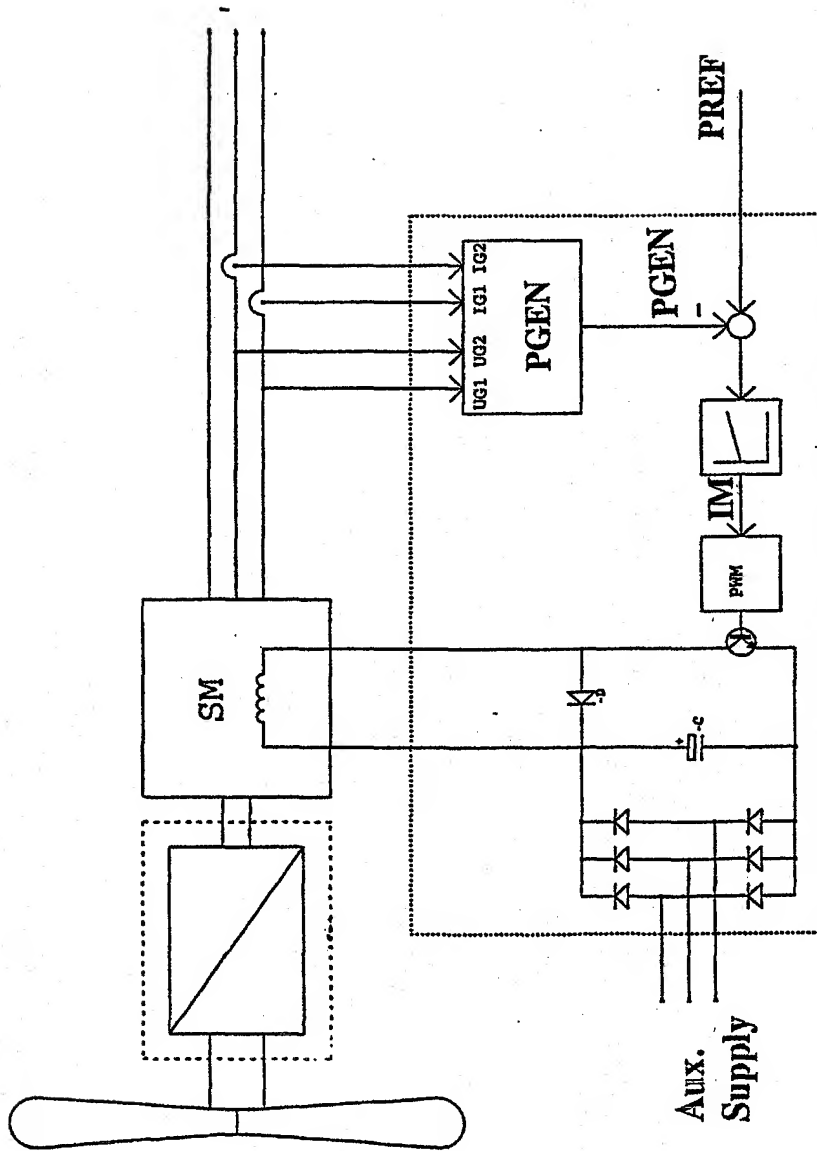 SM
UG1 UG2 IG1 IG2
PGEN
PGEN
-
PREF
IM
PWM
-D
+
-C
Aux.
Supply